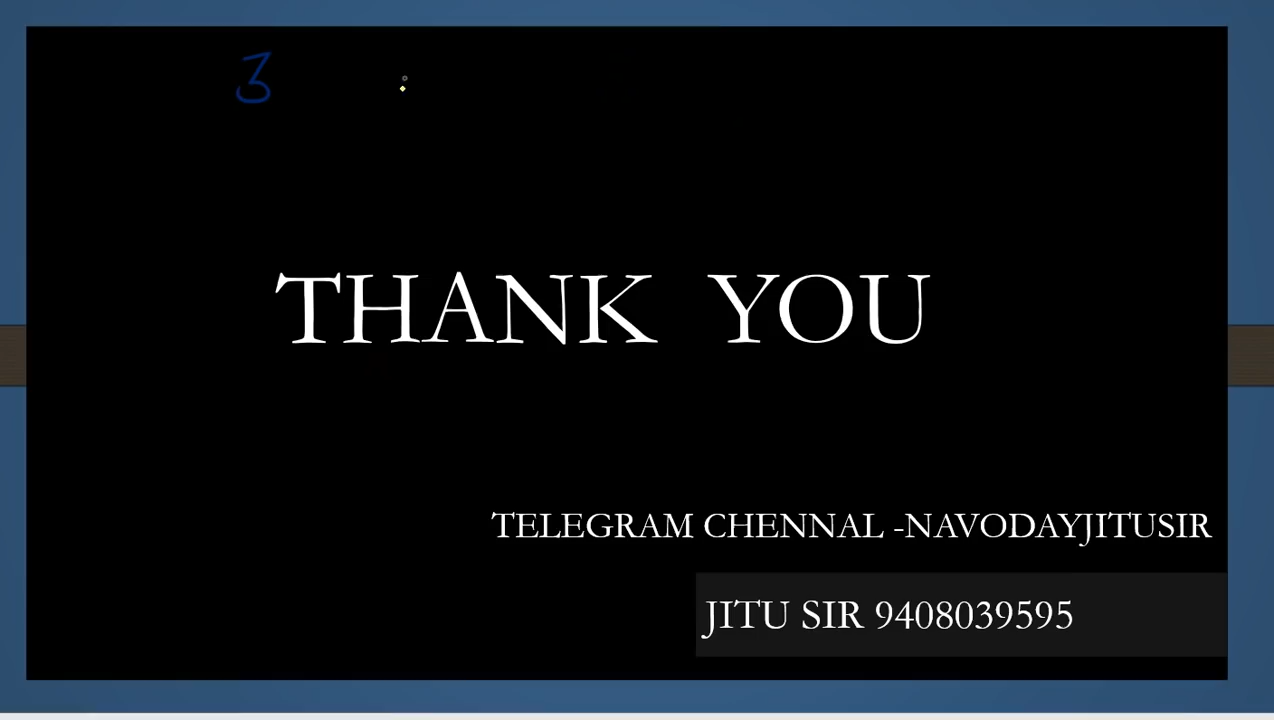 3
THANK YOU
TELEGRAM CHENNAL -NAVODAYJITUSIR
JITU SIR 9408039595